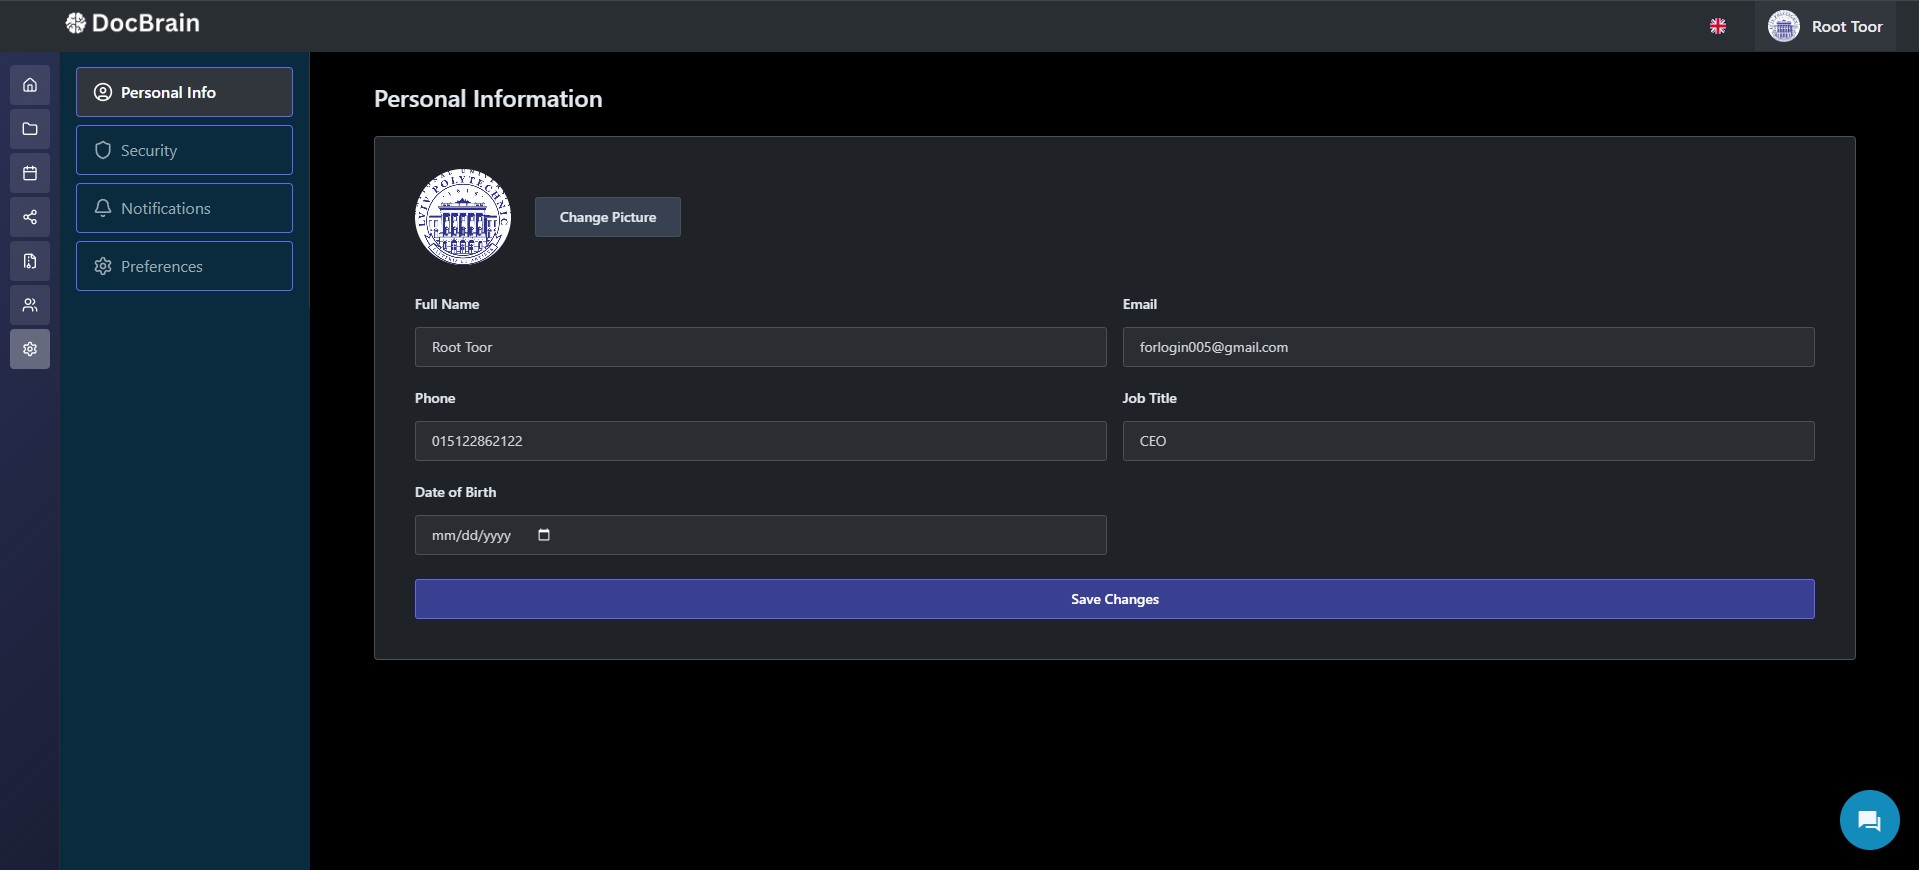 DocBrain
Root Toor
Personal Info
Security
Notifications
Preferences
Personal Information
LVIV POLYTECHNIC
Change Picture
Full Name
Root Toor
Email
forlogin005@gmail.com
Phone
015122862122
Job Title
CEO
Date of Birth
mm/dd/yyyy
Save Changes